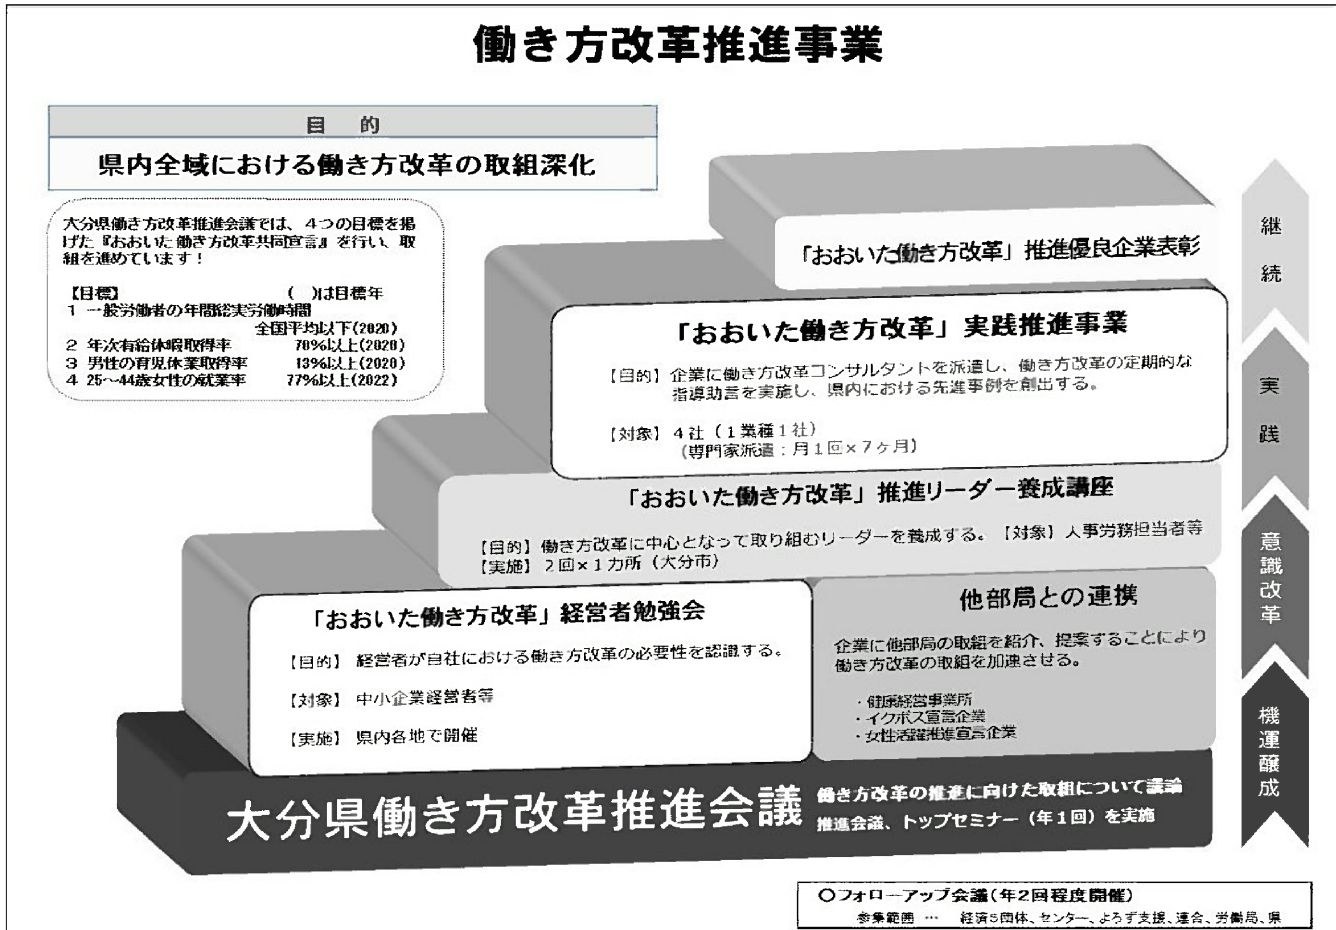 働き方改革推進事業
目 的
県内全域における働き方改革の取組深化
大分県働き方改革推進会議では、4つの目標を掲
げた『おおいた働き方改革共同宣言』を行い、取
組を進めています!
【目標】 ( )は目標年
1 一般労働者の年間総実労働時間
全国平均以下(2020)
2 年次有給休暇取得率 70%以上(2020)
3 男性の育児休業取得率 13%以上(2020)
4 25~44歳女性の就業率 77%以上(2022)
「おおいた働き方改革」推進優良企業表彰
「おおいた働き方改革」実践推進事業
【目的】企業に働き方改革コンサルタントを派遣し、働き方改革の定期的な
指導助言を実施し、県内における先進事例を創出する。
【対象】4社(1業種1社)
(専門家派遣:月1回×7ヶ月)
「おおいた働き方改革」推進リーダー養成講座
【目的】働き方改革に中心となって取り組むリーダーを養成する。【対象】人事労務担当者等
【実施】2回×1カ所(大分市)
「おおいた働き方改革」経営者勉強会
【目的】経営者が自社における働き方改革の必要性を認識する。
【対象】中小企業経営者等
【実施】県内各地で開催
他部局との連携
企業に他部局の取組を紹介、提案することにより
働き方改革の取組を加速させる。
・健康経営事業所
・イクボス宣言企業
・女性活躍推進宣言企業
大分県働き方改革推進会議
働き方改革の推進に向けた取組について議論
推進会議、トップセミナー(年1回)を実施
継続
実践
意識改革
機運醸成
○フォローアップ会議(年2回程度開催)
参集範囲 … 経済5団体、センター、よろず支援、連合、労働局、県